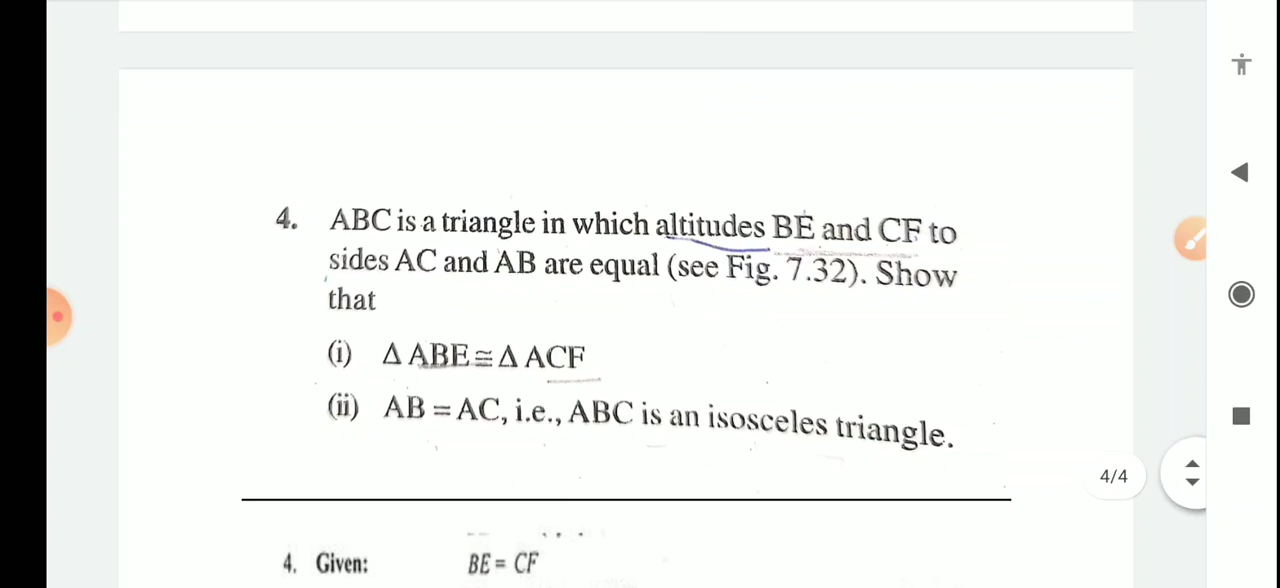 4. ABC is a triangle in which altitudes BE and CF to
sides AC and AB are equal (see Fig. 7.32). Show
that
(i) Δ ABE ≅ Δ ACF
(ii) AB = AC, i.e., ABC is an isosceles triangle.
4/4
4. Given: BE = CF